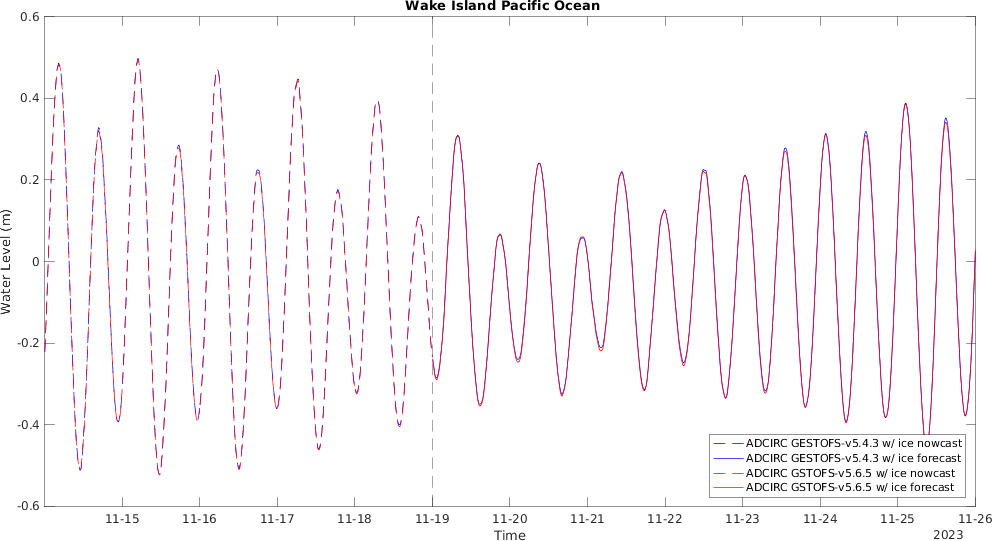 Wake Island Pacific Ocean
0.6
0.4
0.2
0
-0.2
-0.4
-0.6
Water Level (m)
11-15
11-16
11-17
11-18
11-19
11-20
11-21
11-22
11-23
11-24
11-25
11-26
Time
2023
ADCIRC GESTOFS-v5.4.3 w/ ice nowcast
ADCIRC GESTOFS-v5.4.3 w/ ice forecast
ADCIRC GSTOFS-v5.6.5 w/ ice nowcast
ADCIRC GSTOFS-v5.6.5 w/ ice forecast